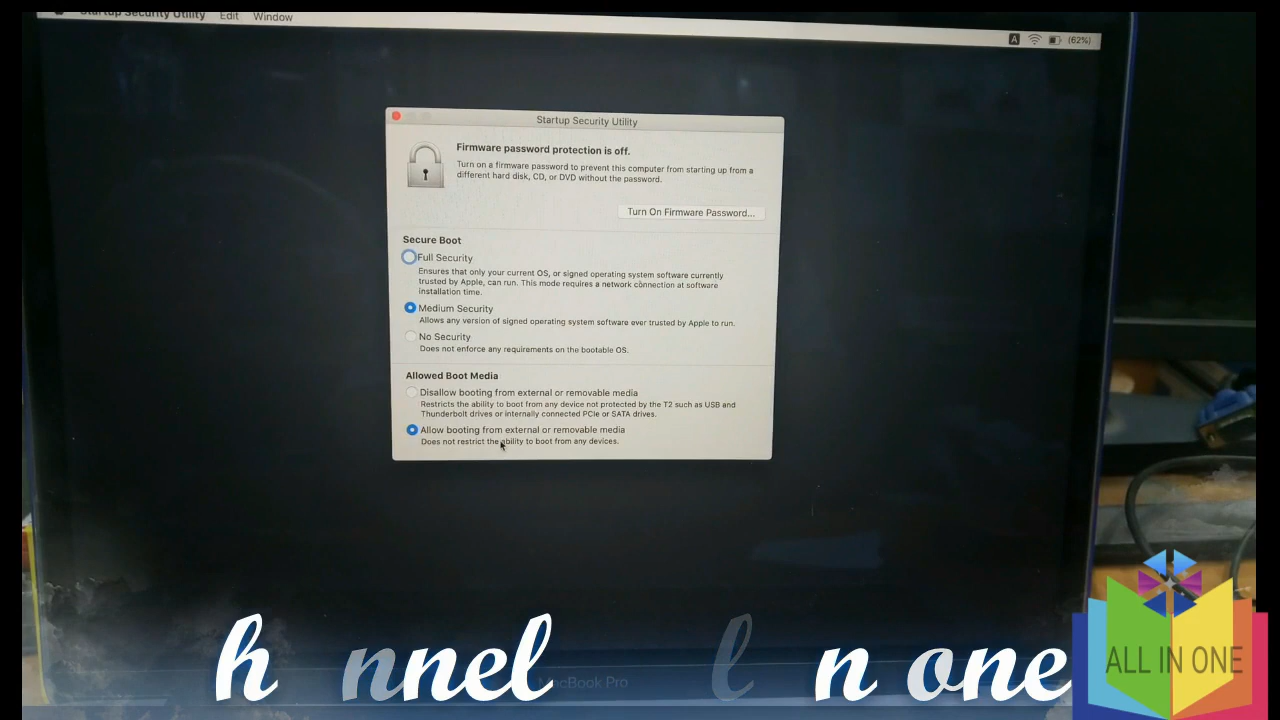 Startup Security Utility Edit Window
A (62%)
Startup Security Utility
Firmware password protection is off.
Turn on a firmware password to prevent this computer from starting up from a
different hard disk, CD, or DVD without the password.
Turn On Firmware Password...
Secure Boot
Full Security
Ensures that only your current OS, or signed operating system software currently
trusted by Apple, can run. This mode requires a network connection at software
installation time.
Medium Security
Allows any version of signed operating system software ever trusted by Apple to run.
No Security
Does not enforce any requirements on the bootable OS.
Allowed Boot Media
Disallow booting from external or removable media
Restricts the ability to boot from any device not protected by the T2 such as USB and
Thunderbolt drives or internally connected PCIe or SATA drives.
Allow booting from external or removable media
Does not restrict the ability to boot from any devices.
MacBook Pro
h nnel l n one
ALL IN ONE